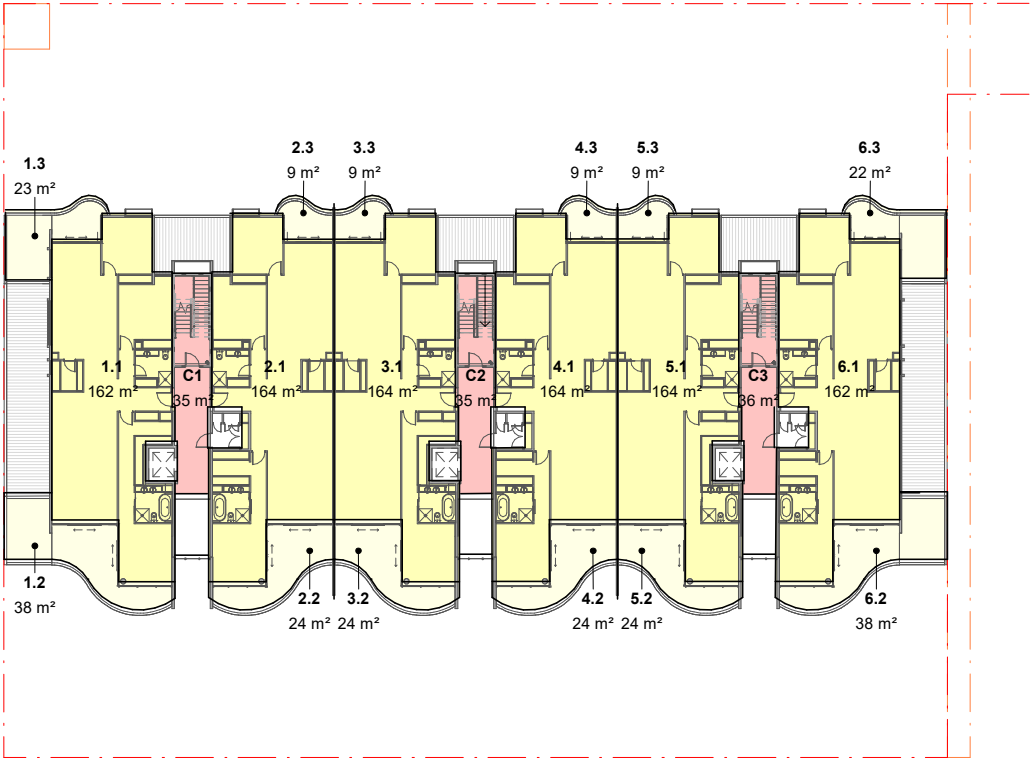 2.3
3.3
4.3
5.3
6.3
9 m²
9 m²
9 m²
9 m²
22 m²
1.3
23 m²
1.1
162 m²
C1
35 m²
2.1
164 m²
3.1
164 m²
C2
35 m²
4.1
164 m²
5.1
164 m²
C3
36 m²
6.1
162 m²
1.2
38 m²
2.2
24 m²
3.2
24 m²
4.2
24 m²
5.2
24 m²
6.2
38 m²